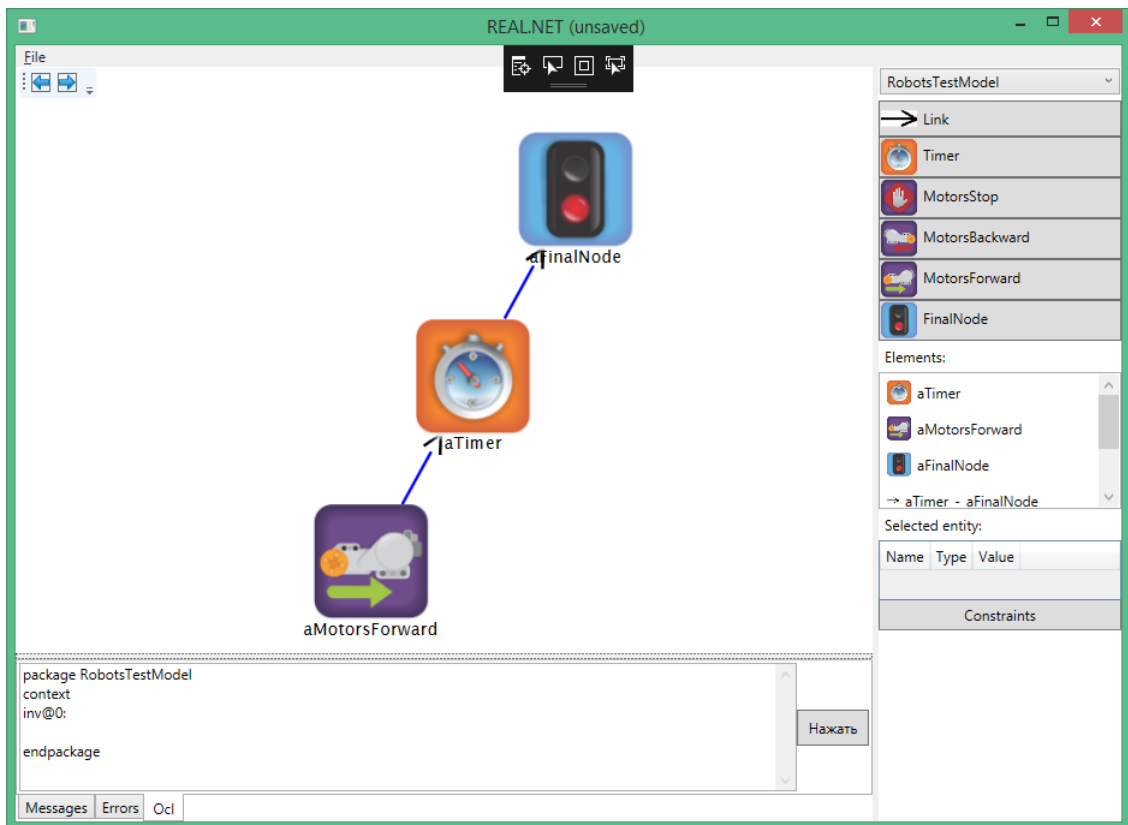 REAL.NET (unsaved)
File
RobotsTestModel
Link
Timer
MotorsStop
MotorsBackward
MotorsForward
FinalNode
Elements:
aTimer
aMotorsForward
aFinalNode
aTimer - aFinalNode
Selected entity:
Name Type Value
Constraints
aFinalNode
aTimer
aMotorsForward
package RobotsTestModel
context
inv@0:
endpackage
Нажать
Messages Errors Ocl